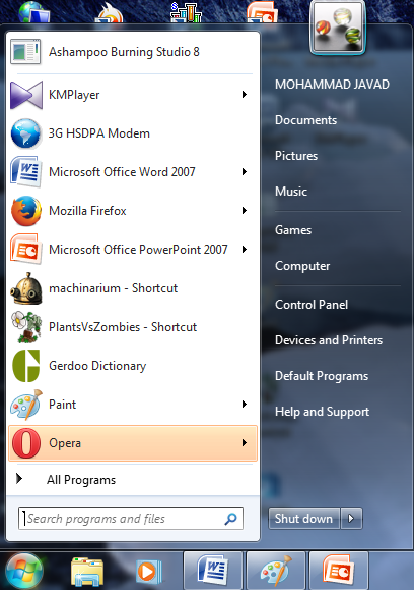 Ashampoo Burning Studio 8
KMPlayer
3G HSDPA Modem
Microsoft Office Word 2007
Mozilla Firefox
Microsoft Office PowerPoint 2007
machinarium - Shortcut
PlantsVsZombies - Shortcut
Gerdoo Dictionary
Paint
Opera
All Programs
Search programs and files
MOHAMMAD JAVAD
Documents
Pictures
Music
Games
Computer
Control Panel
Devices and Printers
Default Programs
Help and Support
Shut down